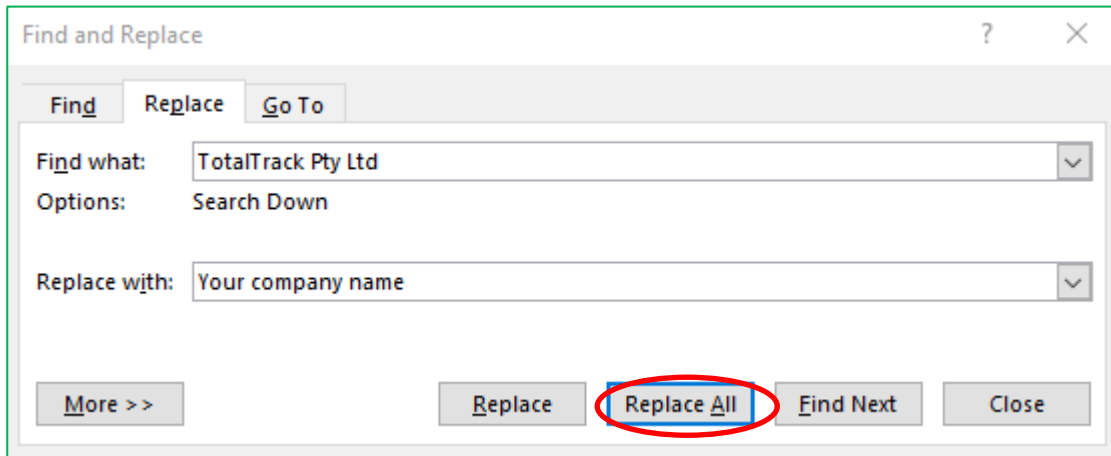 Find and Replace ?
Find Replace Go To
Find what: TotalTrack Pty Ltd
Options: Search Down
Replace with: Your company name
More >> Replace Replace All Find Next Close